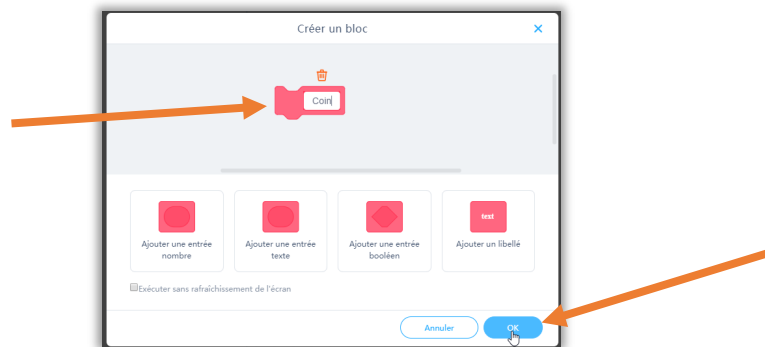 Créer un bloc
Coin
text
Ajouter une entrée
nombre
Ajouter une entrée
texte
Ajouter une entrée
booléen
Ajouter un libellé
Exécuter sans rafraîchissement de l'écran
Annuler
OK